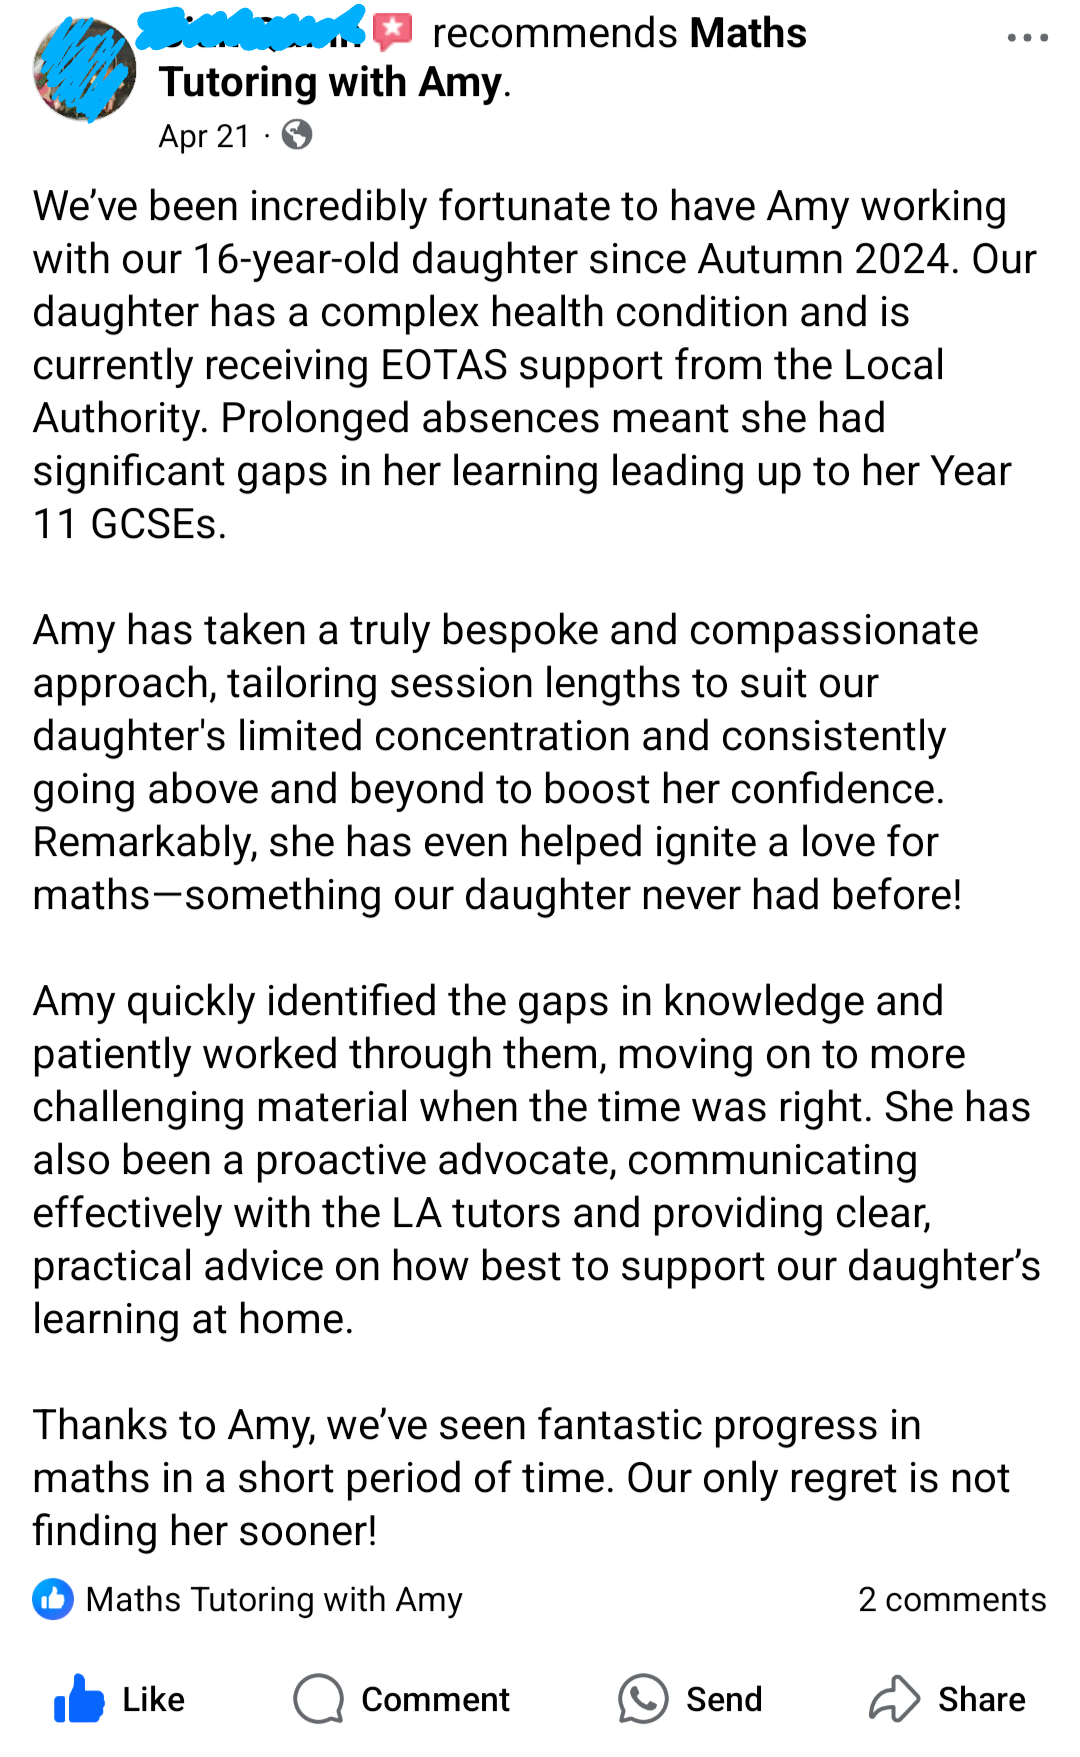 recommends Maths
Tutoring with Amy.
Apr 21 ·
We’ve been incredibly fortunate to have Amy working
with our 16-year-old daughter since Autumn 2024. Our
daughter has a complex health condition and is
currently receiving EOTAS support from the Local
Authority. Prolonged absences meant she had
significant gaps in her learning leading up to her Year
11 GCSEs.
Amy has taken a truly bespoke and compassionate
approach, tailoring session lengths to suit our
daughter's limited concentration and consistently
going above and beyond to boost her confidence.
Remarkably, she has even helped ignite a love for
maths—something our daughter never had before!
Amy quickly identified the gaps in knowledge and
patiently worked through them, moving on to more
challenging material when the time was right. She has
also been a proactive advocate, communicating
effectively with the LA tutors and providing clear,
practical advice on how best to support our daughter’s
learning at home.
Thanks to Amy, we’ve seen fantastic progress in
maths in a short period of time. Our only regret is not
finding her sooner!
Maths Tutoring with Amy 2 comments
Like Comment Send Share